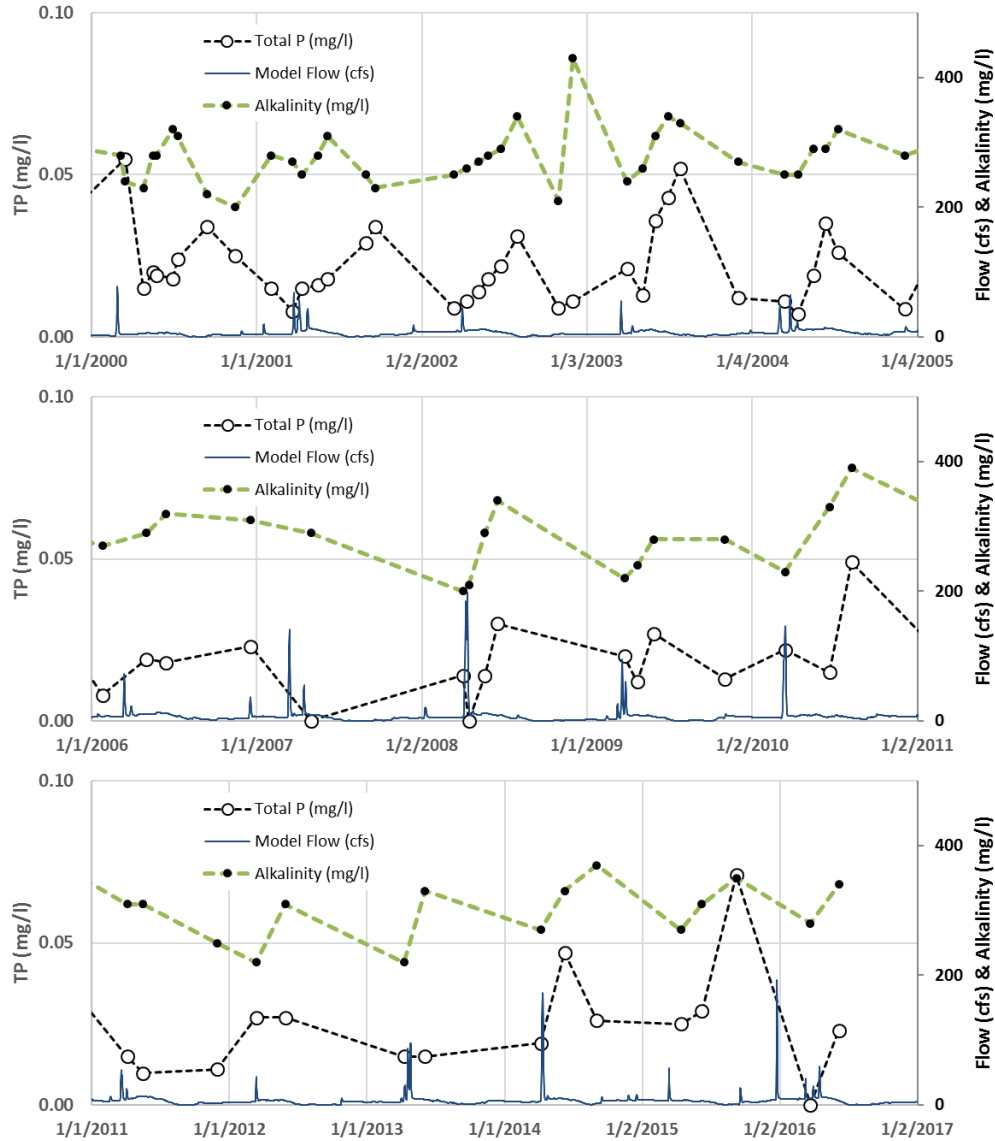 0.10
0.05
0.00
TP (mg/l)
Total P (mg/l)
Model Flow (cfs)
Alkalinity (mg/l)
400
200
0
Flow (cfs) & Alkalinity (mg/l)
1/1/2000 1/1/2001 1/2/2002 1/3/2003 1/4/2004 1/4/2005
0.10
0.05
0.00
TP (mg/l)
Total P (mg/l)
Model Flow (cfs)
Alkalinity (mg/l)
400
200
0
Flow (cfs) & Alkalinity (mg/l)
1/1/2006 1/1/2007 1/2/2008 1/1/2009 1/2/2010 1/2/2011
0.10
0.05
0.00
TP (mg/l)
Total P (mg/l)
Model Flow (cfs)
Alkalinity (mg/l)
400
200
0
Flow (cfs) & Alkalinity (mg/l)
1/1/2011 1/1/2012 1/1/2013 1/1/2014 1/2/2015 1/2/2016 1/2/2017